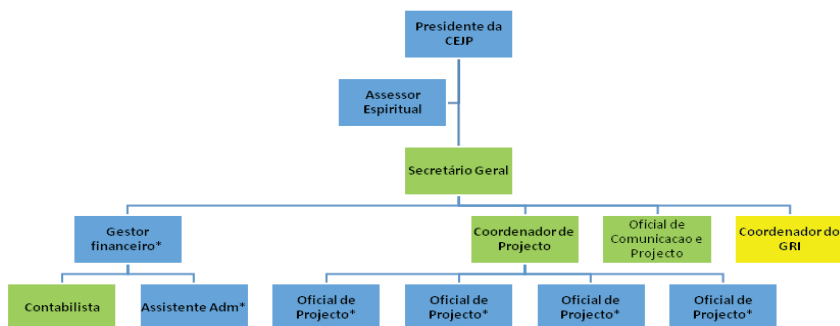 Presidente da
CEJP
Assessor
Espiritual
Secretário Geral
Gestor
financeiro*
Coordenador de
Projecto
Oficial de
Comunicacao e
Projecto
Coordenador do
GRI
Contabilista
Assistente Adm*
Oficial de
Projecto*
Oficial de
Projecto*
Oficial de
Projecto*
Oficial de
Projecto*